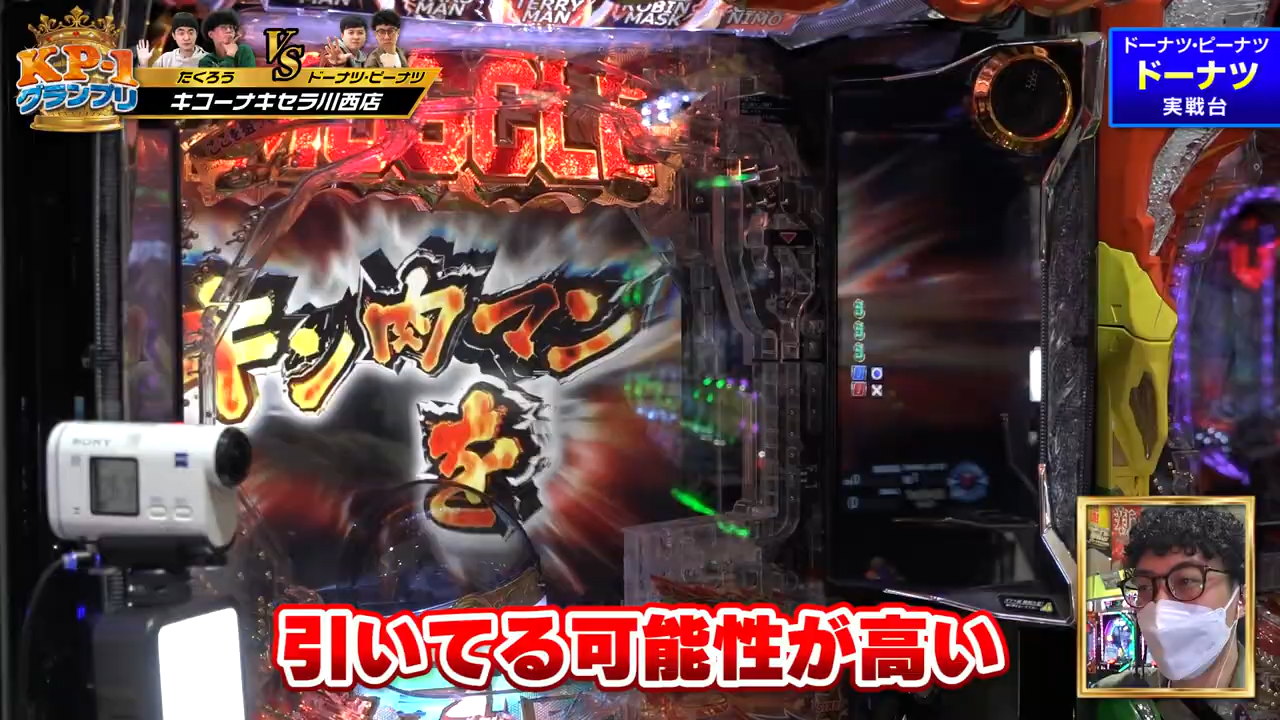 MAN
TERRY MAN
ROBIN MASK
NIMO
KP-1
グランプリ
たくろう
VS
ドーナツ・ピーナツ
キコーナキセラ川西店
ドーナツ・ピーナツ
ドーナツ
実戦台
キン肉マン
を
SONY
引いてる可能性が高い